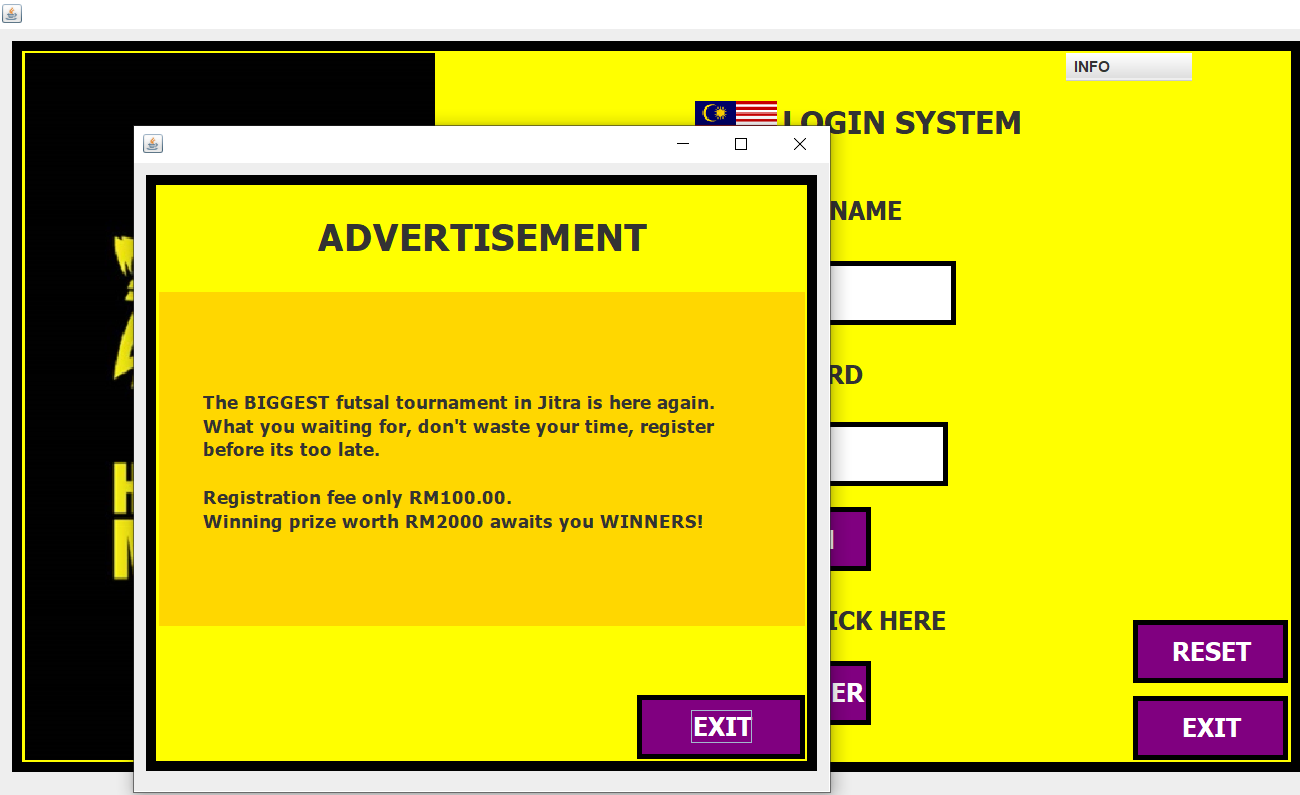 INFO
LOGIN SYSTEM
NAME
ADVERTISEMENT
The BIGGEST futsal tournament in Jitra is here again.
What you waiting for, don't waste your time, register
before its too late.
Registration fee only RM100.00.
Winning prize worth RM2000 awaits you WINNERS!
RD
ICK HERE
ER
RESET
EXIT
EXIT